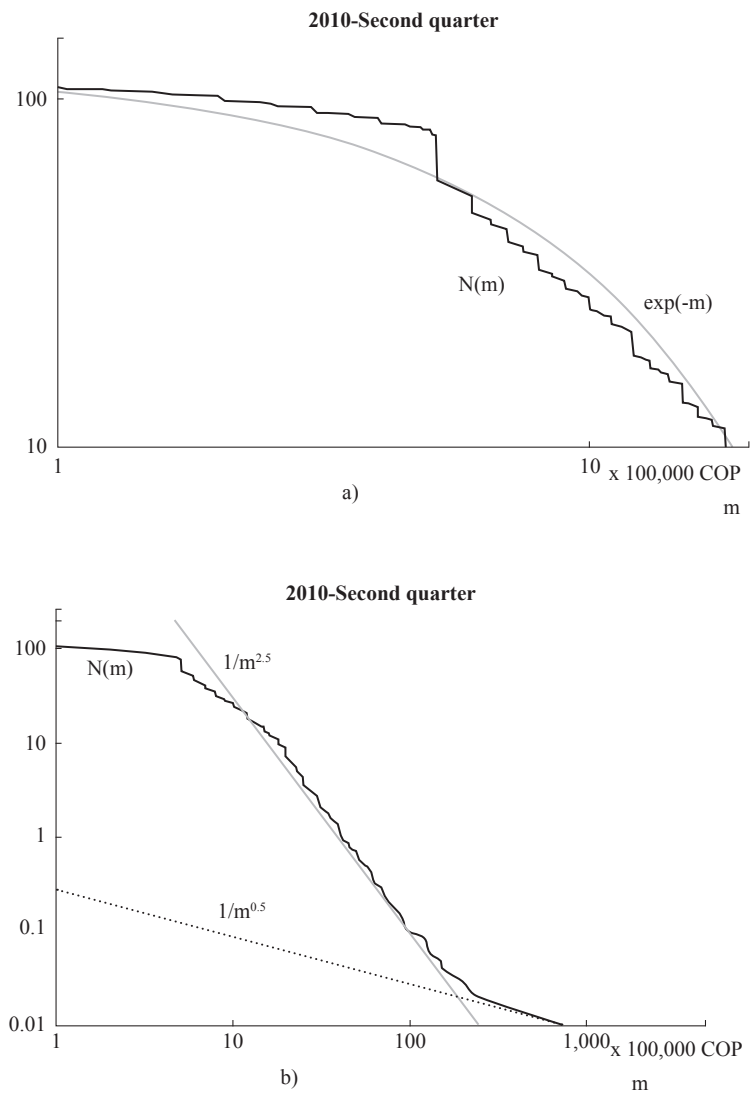 2010-Second quarter
100
N(m)
exp(-m)
10
1
10
x 100,000 COP
a)
m
2010-Second quarter
100
N(m)
1/m^2.5
10
1
1/m^0.5
0.1
0.01
1
10
100
1,000
x 100,000 COP
b)
m